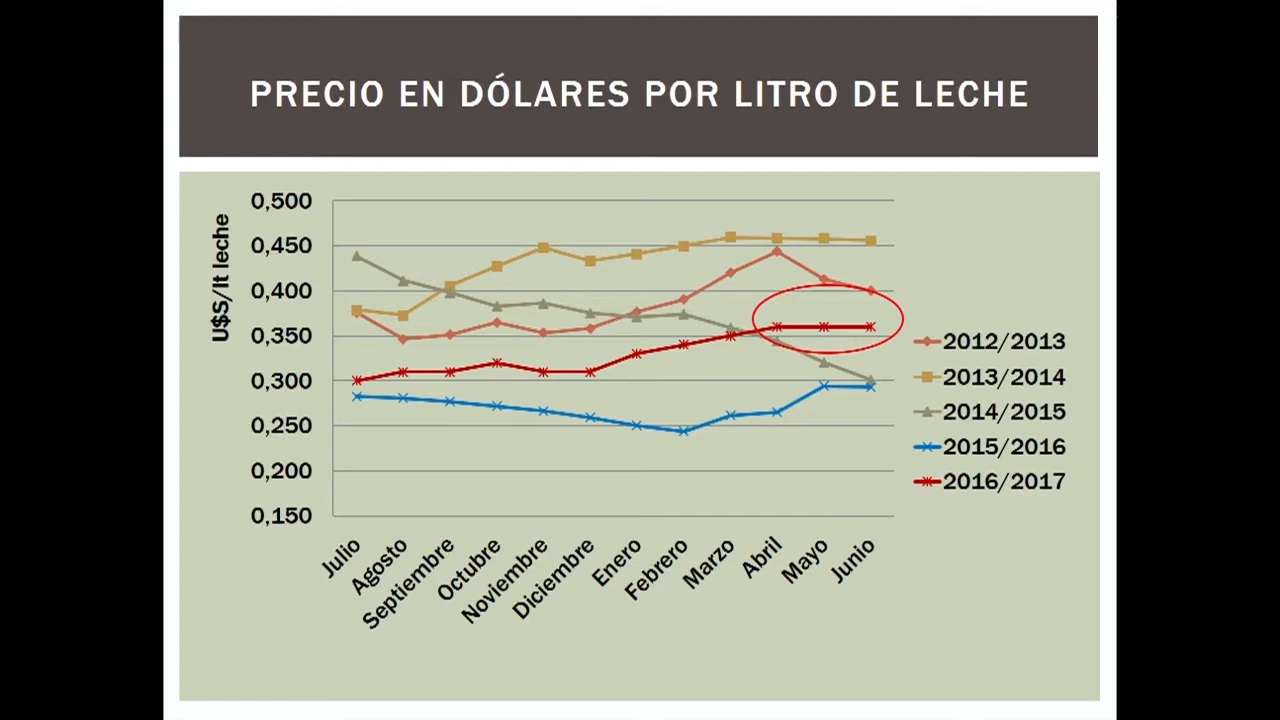 PRECIO EN DÓLARES POR LITRO DE LECHE
U$S/lt leche
0,500
0,450
0,400
0,350
0,300
0,250
0,200
0,150
Julio
Agosto
Septiembre
Octubre
Noviembre
Diciembre
Enero
Febrero
Marzo
Abril
Mayo
Junio
2012/2013
2013/2014
2014/2015
2015/2016
2016/2017